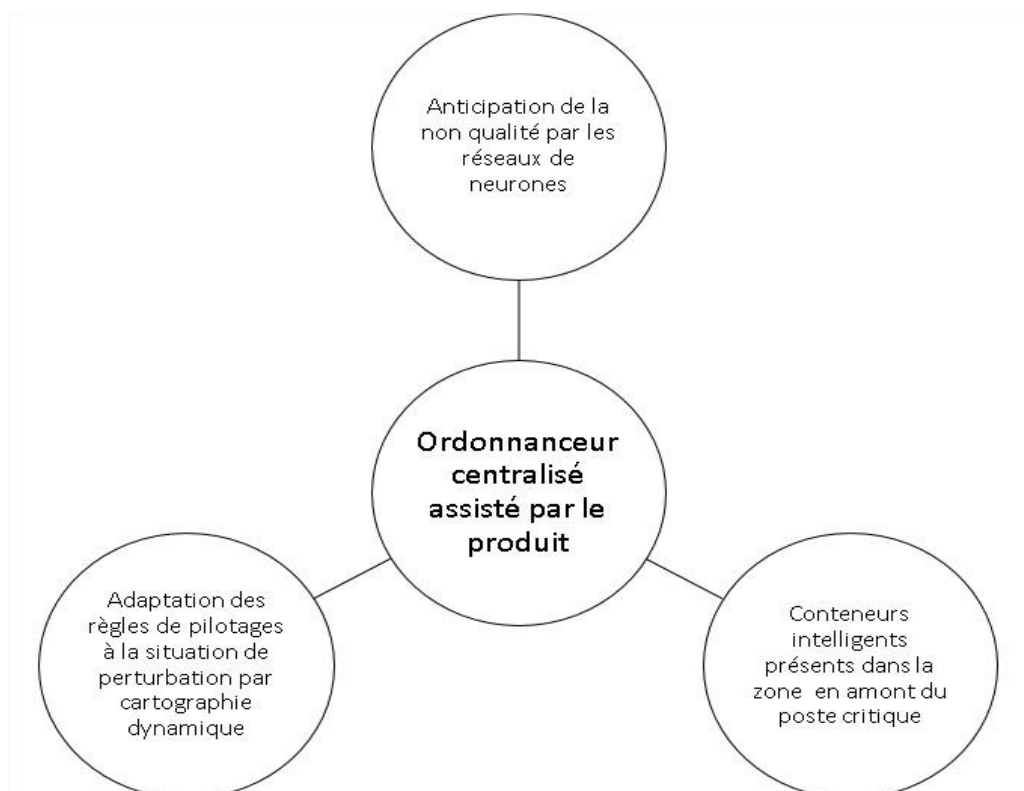 Anticipation de la
non qualité par les
réseaux de
neurones
Ordonnanceur
centralisé
assisté par le
produit
Adaptation des
règles de pilotages
à la situation de
perturbation par
cartographie
dynamique
Conteneurs
intelligents
présents dans la
zone en amont du
poste critique